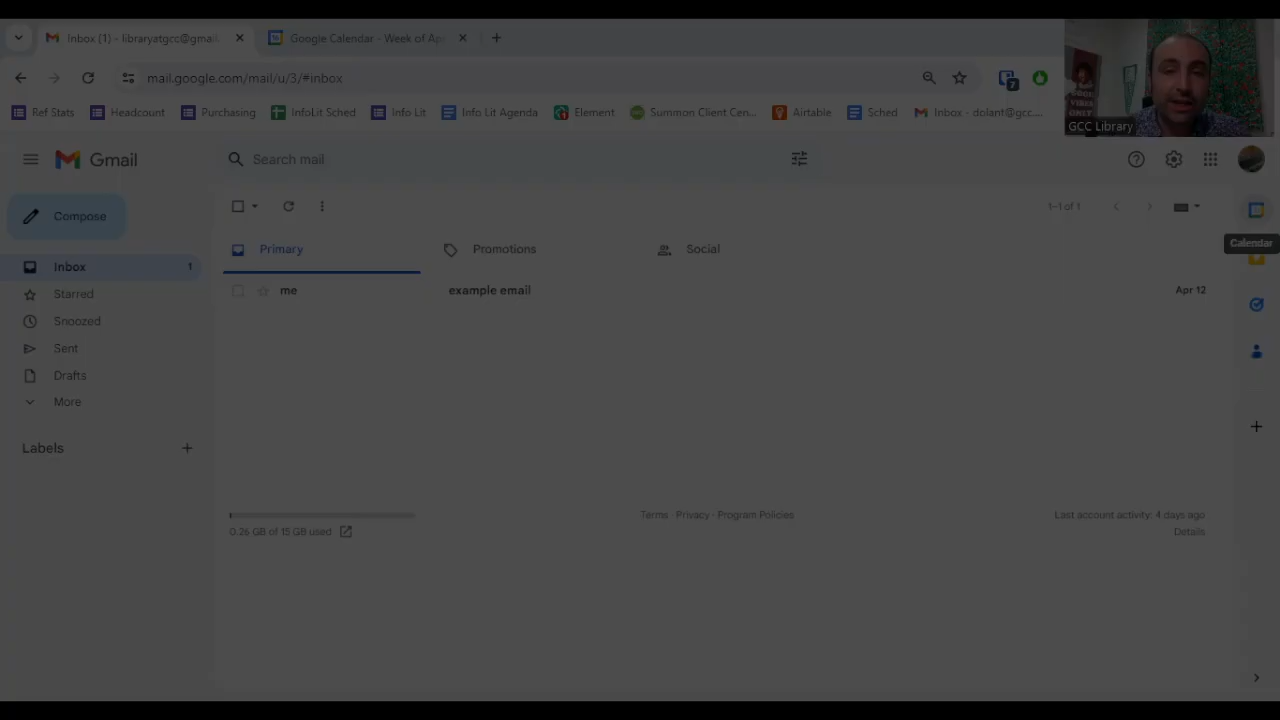 Inbox (1) - libraryatgcc@gmail
Google Calendar - Week of Apr
mail.google.com/mail/u/3/#inbox
7
Ref Stats
Headcount
Purchasing
InfoLit Sched
Info Lit
Info Lit Agenda
Element
Summon Client Cen...
Airtable
Sched
Inbox - dolant@gcc....
GCC Library
Gmail
Search mail
Compose
1–1 of 1
Calendar
Primary
Promotions
Social
Inbox 1
Starred
Snoozed
Sent
Drafts
More
Labels
me example email Apr 12
0.26 GB of 15 GB used
Terms · Privacy · Program Policies
Last account activity: 4 days ago
Details